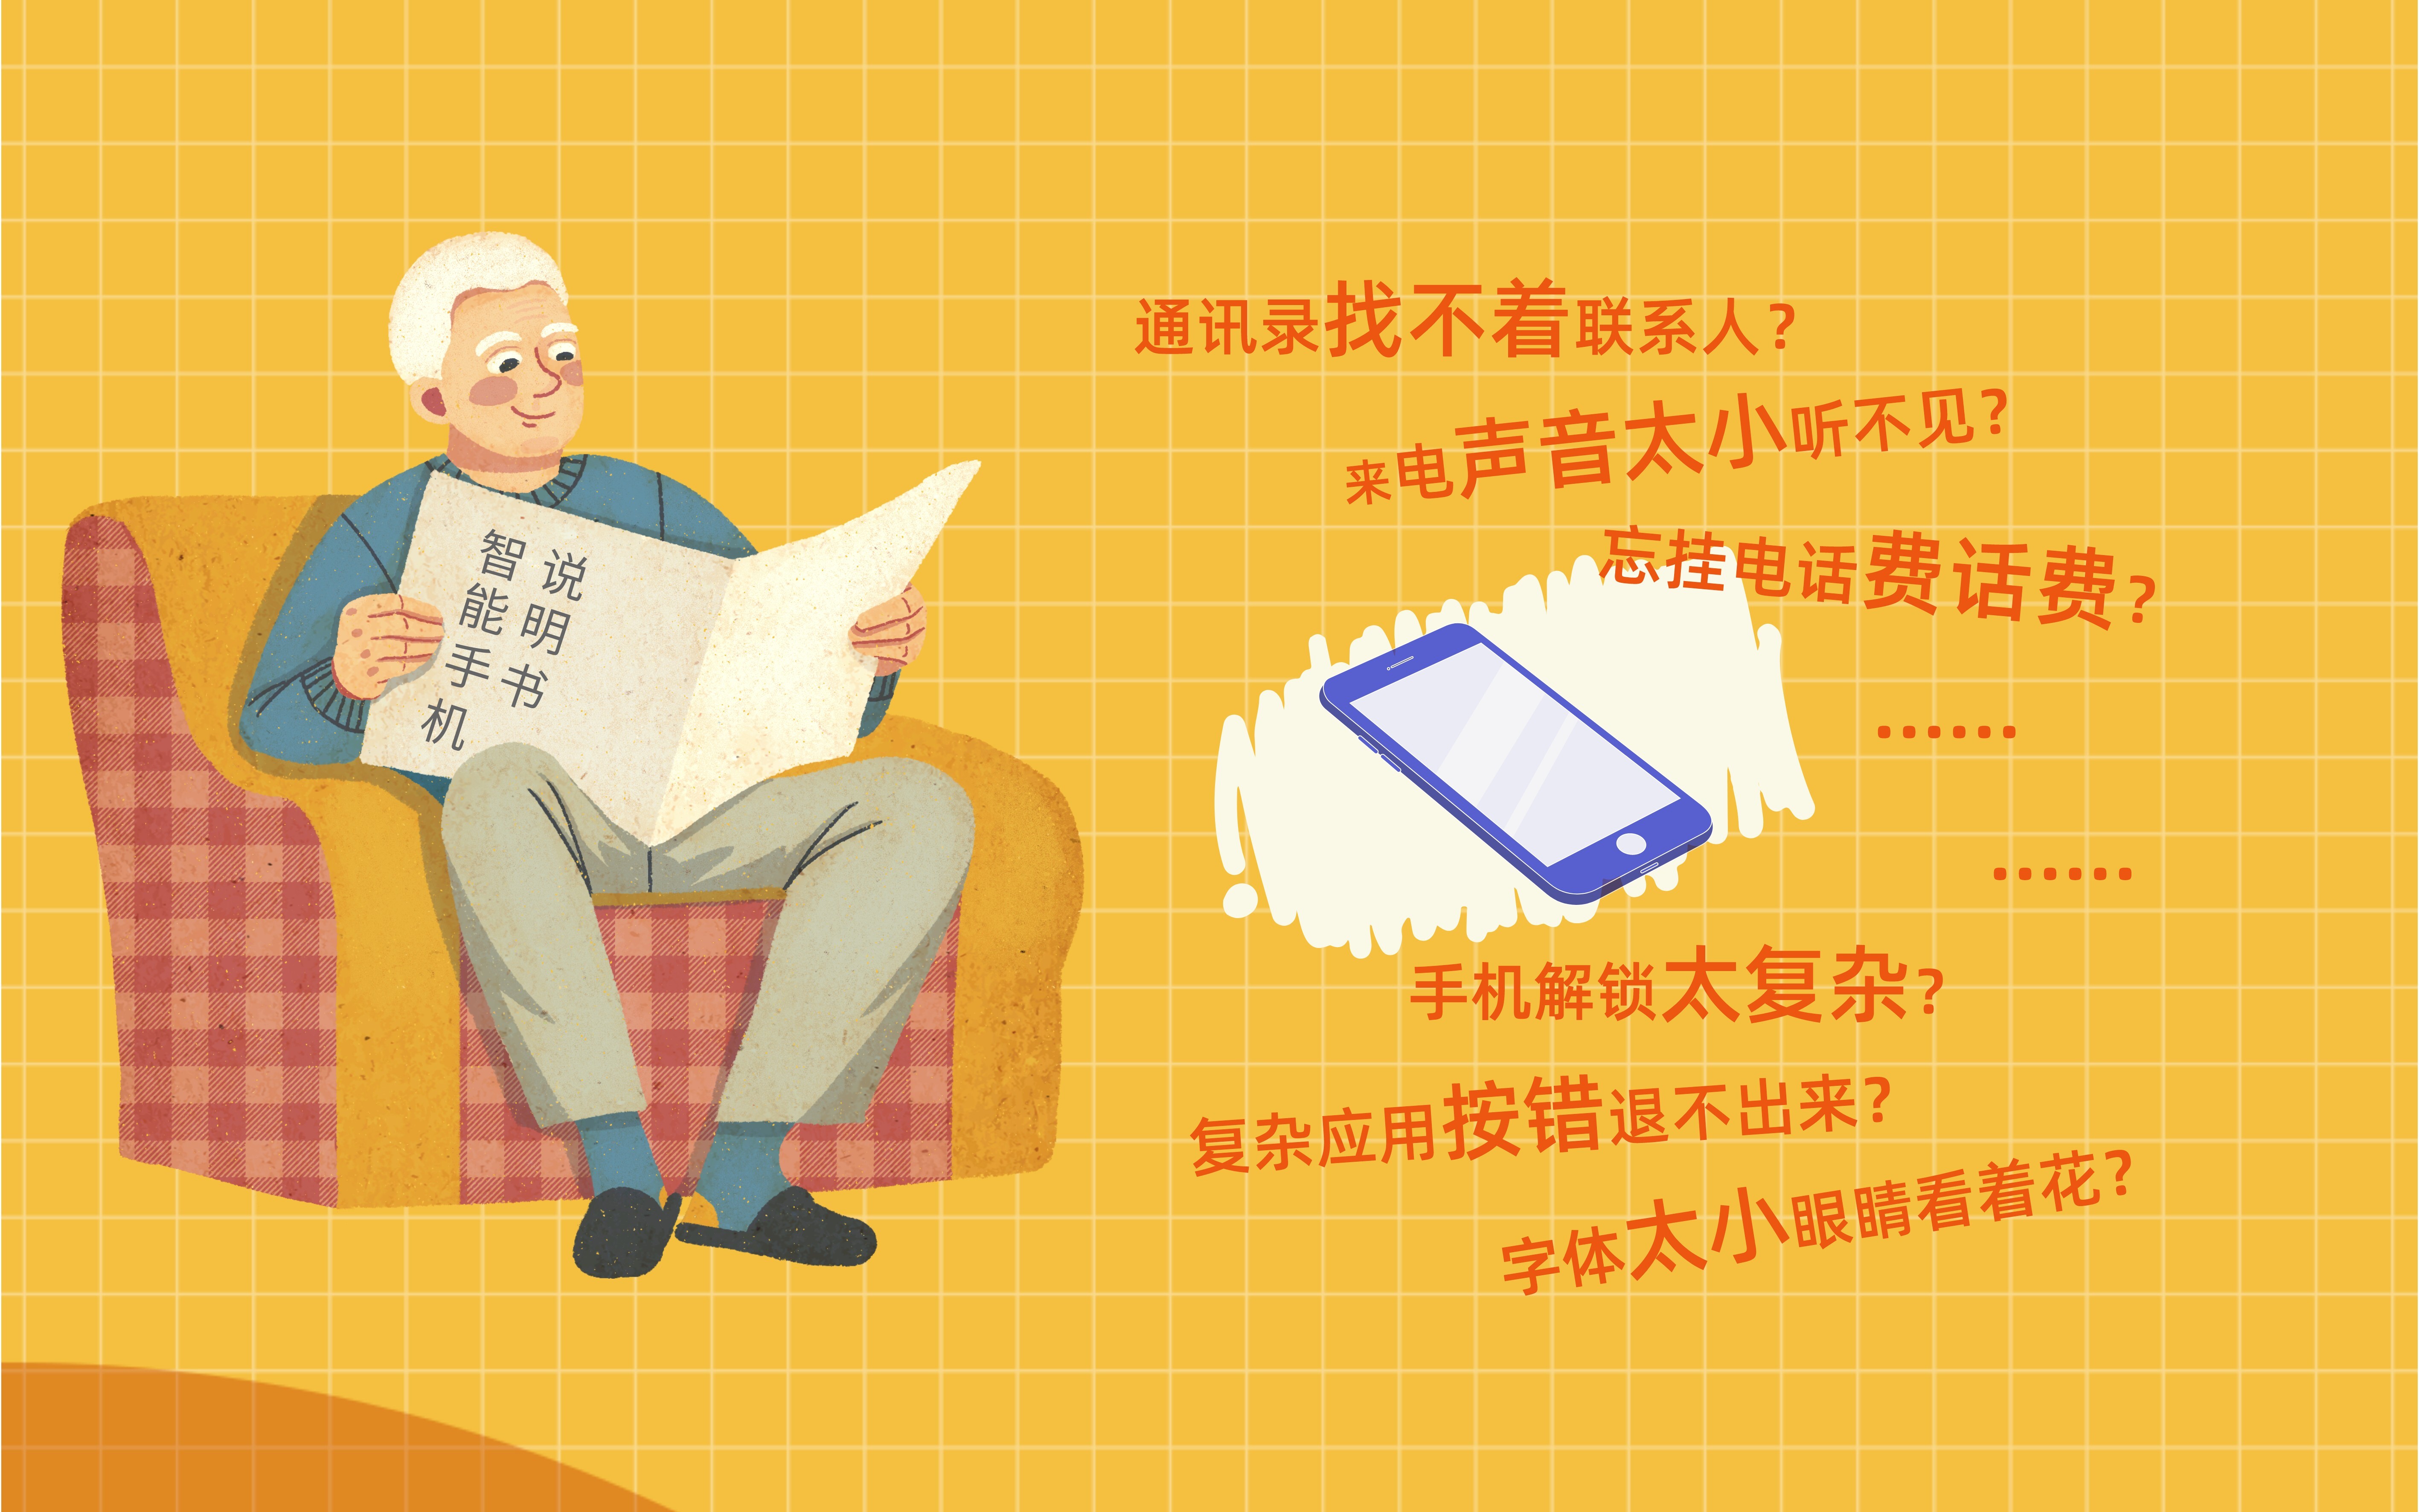 智能手机
说明书
通讯录找不着联系人？
来电声音太小听不见？
忘挂电话费话费？
……
……
手机解锁太复杂？
复杂应用按错退不出来？
字体太小眼睛看着花？